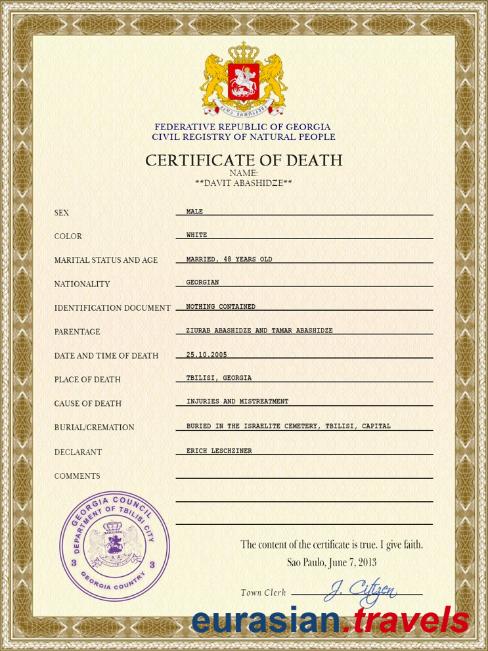 FEDERATIVE REPUBLIC OF GEORGIA
CIVIL REGISTRY OF NATURAL PEOPLE
CERTIFICATE OF DEATH
NAME:
**DAVIT ABASHIDZE**
SEX MALE
COLOR WHITE
MARITAL STATUS AND AGE MARRIED, 48 YEARS OLD
NATIONALITY GEORGIAN
IDENTIFICATION DOCUMENT NOTHING CONTAINED
PARENTAGE ZIURAB ABASHIDZE AND TAMAR ABASHIDZE
DATE AND TIME OF DEATH 25.10.2005
PLACE OF DEATH TBILISI, GEORGIA
CAUSE OF DEATH INJURIES AND MISTREATMENT
BURIAL/CREMATION BURIED IN THE ISRAELITE CEMETERY, TBILISI, CAPITAL
DECLARANT ERICH LESCHZINER
COMMENTS
GEORGIA COUNCIL
DEPARTMENT OF TBILISI CITY
3 3
GEORGIA COUNTRY
The content of the certificate is true. I give faith.
Sao Paulo, June 7, 2013
Town Clerk J. Citizen
eurasian.travels